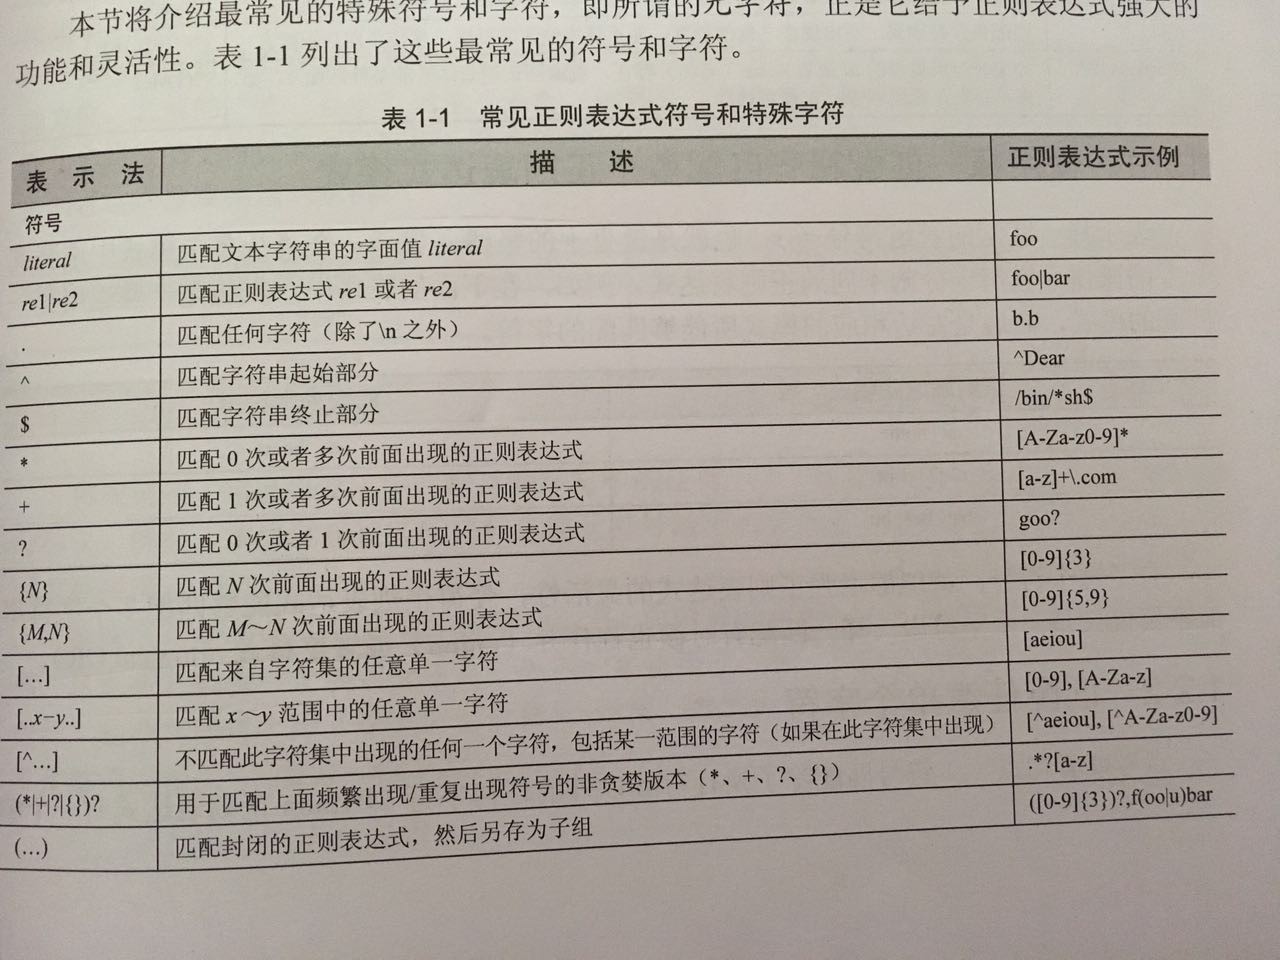 本节将介绍最常见的特殊符号和字符，即所谓的元字符，正是它给予正则表达式强大的
功能和灵活性。表 1-1 列出了这些最常见的符号和字符。
表 1-1 常见正则表达式符号和特殊字符
表 示 法 描 述 正则表达式示例
符号
literal 匹配文本字符串的字面值 literal foo
re1|re2 匹配正则表达式 re1 或者 re2 foo|bar
. 匹配任何字符（除了\n 之外） b.b
^ 匹配字符串起始部分 ^Dear
$ 匹配字符串终止部分 /bin/*sh$
* 匹配 0 次或者多次前面出现的正则表达式 [A-Za-z0-9]*
+ 匹配 1 次或者多次前面出现的正则表达式 [a-z]+\.com
? 匹配 0 次或者 1 次前面出现的正则表达式 goo?
{N} 匹配 N 次前面出现的正则表达式 [0-9]{3}
{M,N} 匹配 M～N 次前面出现的正则表达式 [0-9]{5,9}
[…] 匹配来自字符集的任意单一字符 [aeiou]
[..x−y..] 匹配 x～y 范围中的任意单一字符 [0-9], [A-Za-z]
[^…] 不匹配此字符集中出现的任何一个字符，包括某一范围的字符（如果在此字符集中出现） [^aeiou], [^A-Za-z0-9]
(*|+|?|{})? 用于匹配上面频繁出现/重复出现符号的非贪婪版本（*、+、?、{}） .*?[a-z]
(…) 匹配封闭的正则表达式，然后另存为子组 ([0-9]{3})?,f(oo|u)bar